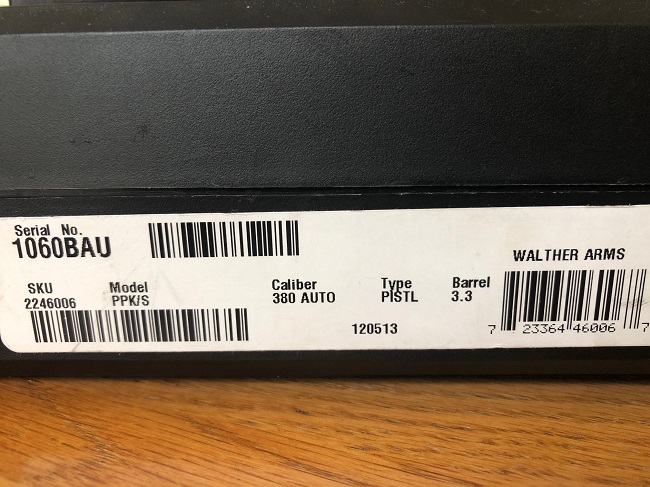 Serial No.
1060BAU
WALTHER ARMS
SKU Model Caliber Type Barrel
2246006 PPK/S 380 AUTO PISTL 3.3
120513
7 23364 46006 7